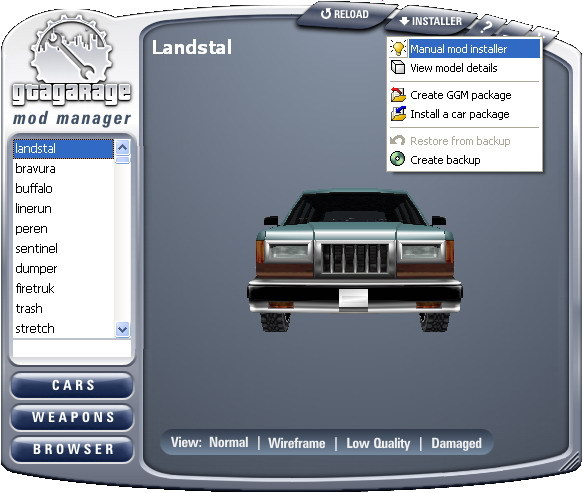 RELOAD
INSTALLER
?
Landstal
Manual mod installer
View model details
Create GGM package
Install a car package
Restore from backup
Create backup
gtagarage
mod manager
landstal
bravura
buffalo
linerun
peren
sentinel
dumper
firetruk
trash
stretch
CARS
WEAPONS
BROWSER
View: Normal | Wireframe | Low Quality | Damaged